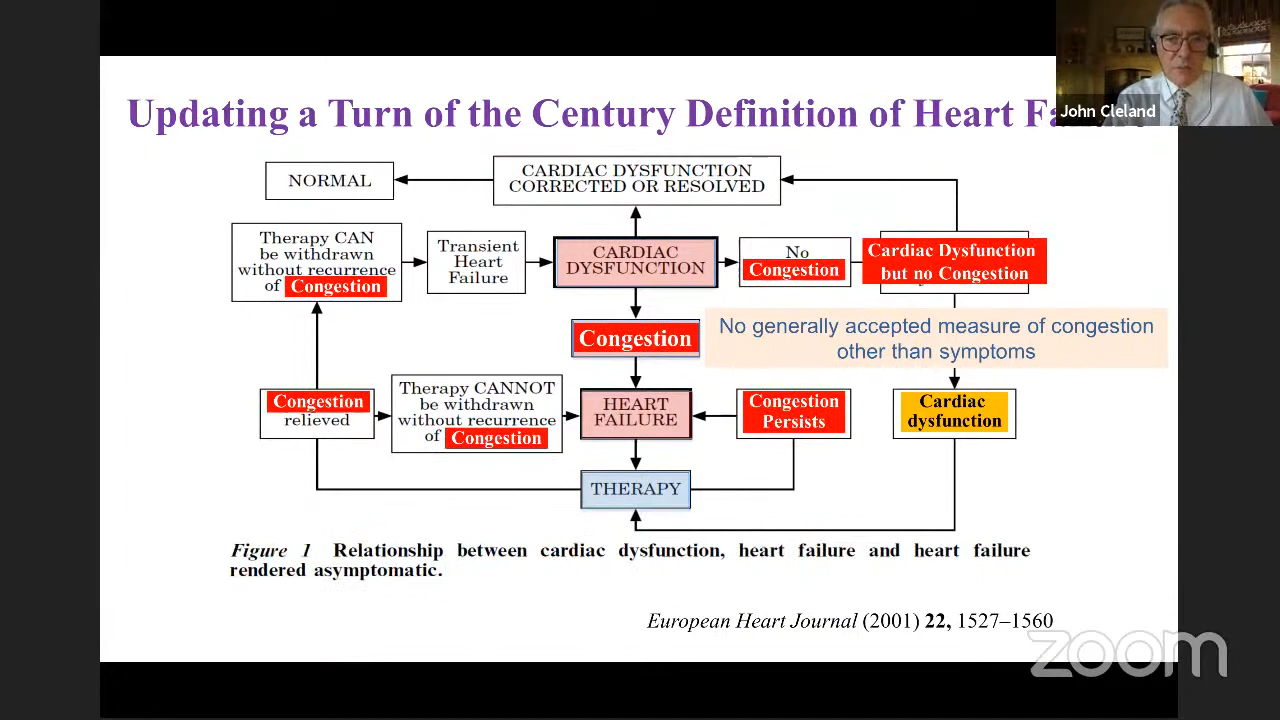 John Cleland
Updating a Turn of the Century Definition of Heart
NORMAL
CARDIAC DYSFUNCTION
CORRECTED OR RESOLVED
Therapy CAN
be withdrawn
without recurrence
of Congestion
Transient
Heart
Failure
CARDIAC
DYSFUNCTION
No
Congestion
Cardiac Dysfunction
but no Congestion
Congestion
No generally accepted measure of congestion
other than symptoms
Congestion
relieved
Therapy CANNOT
be withdrawn
without recurrence
of Congestion
HEART
FAILURE
Congestion
Persists
Cardiac
dysfunction
THERAPY
Figure 1 Relationship between cardiac dysfunction, heart failure and heart failure
rendered asymptomatic.
European Heart Journal (2001) 22, 1527–1560
zoom